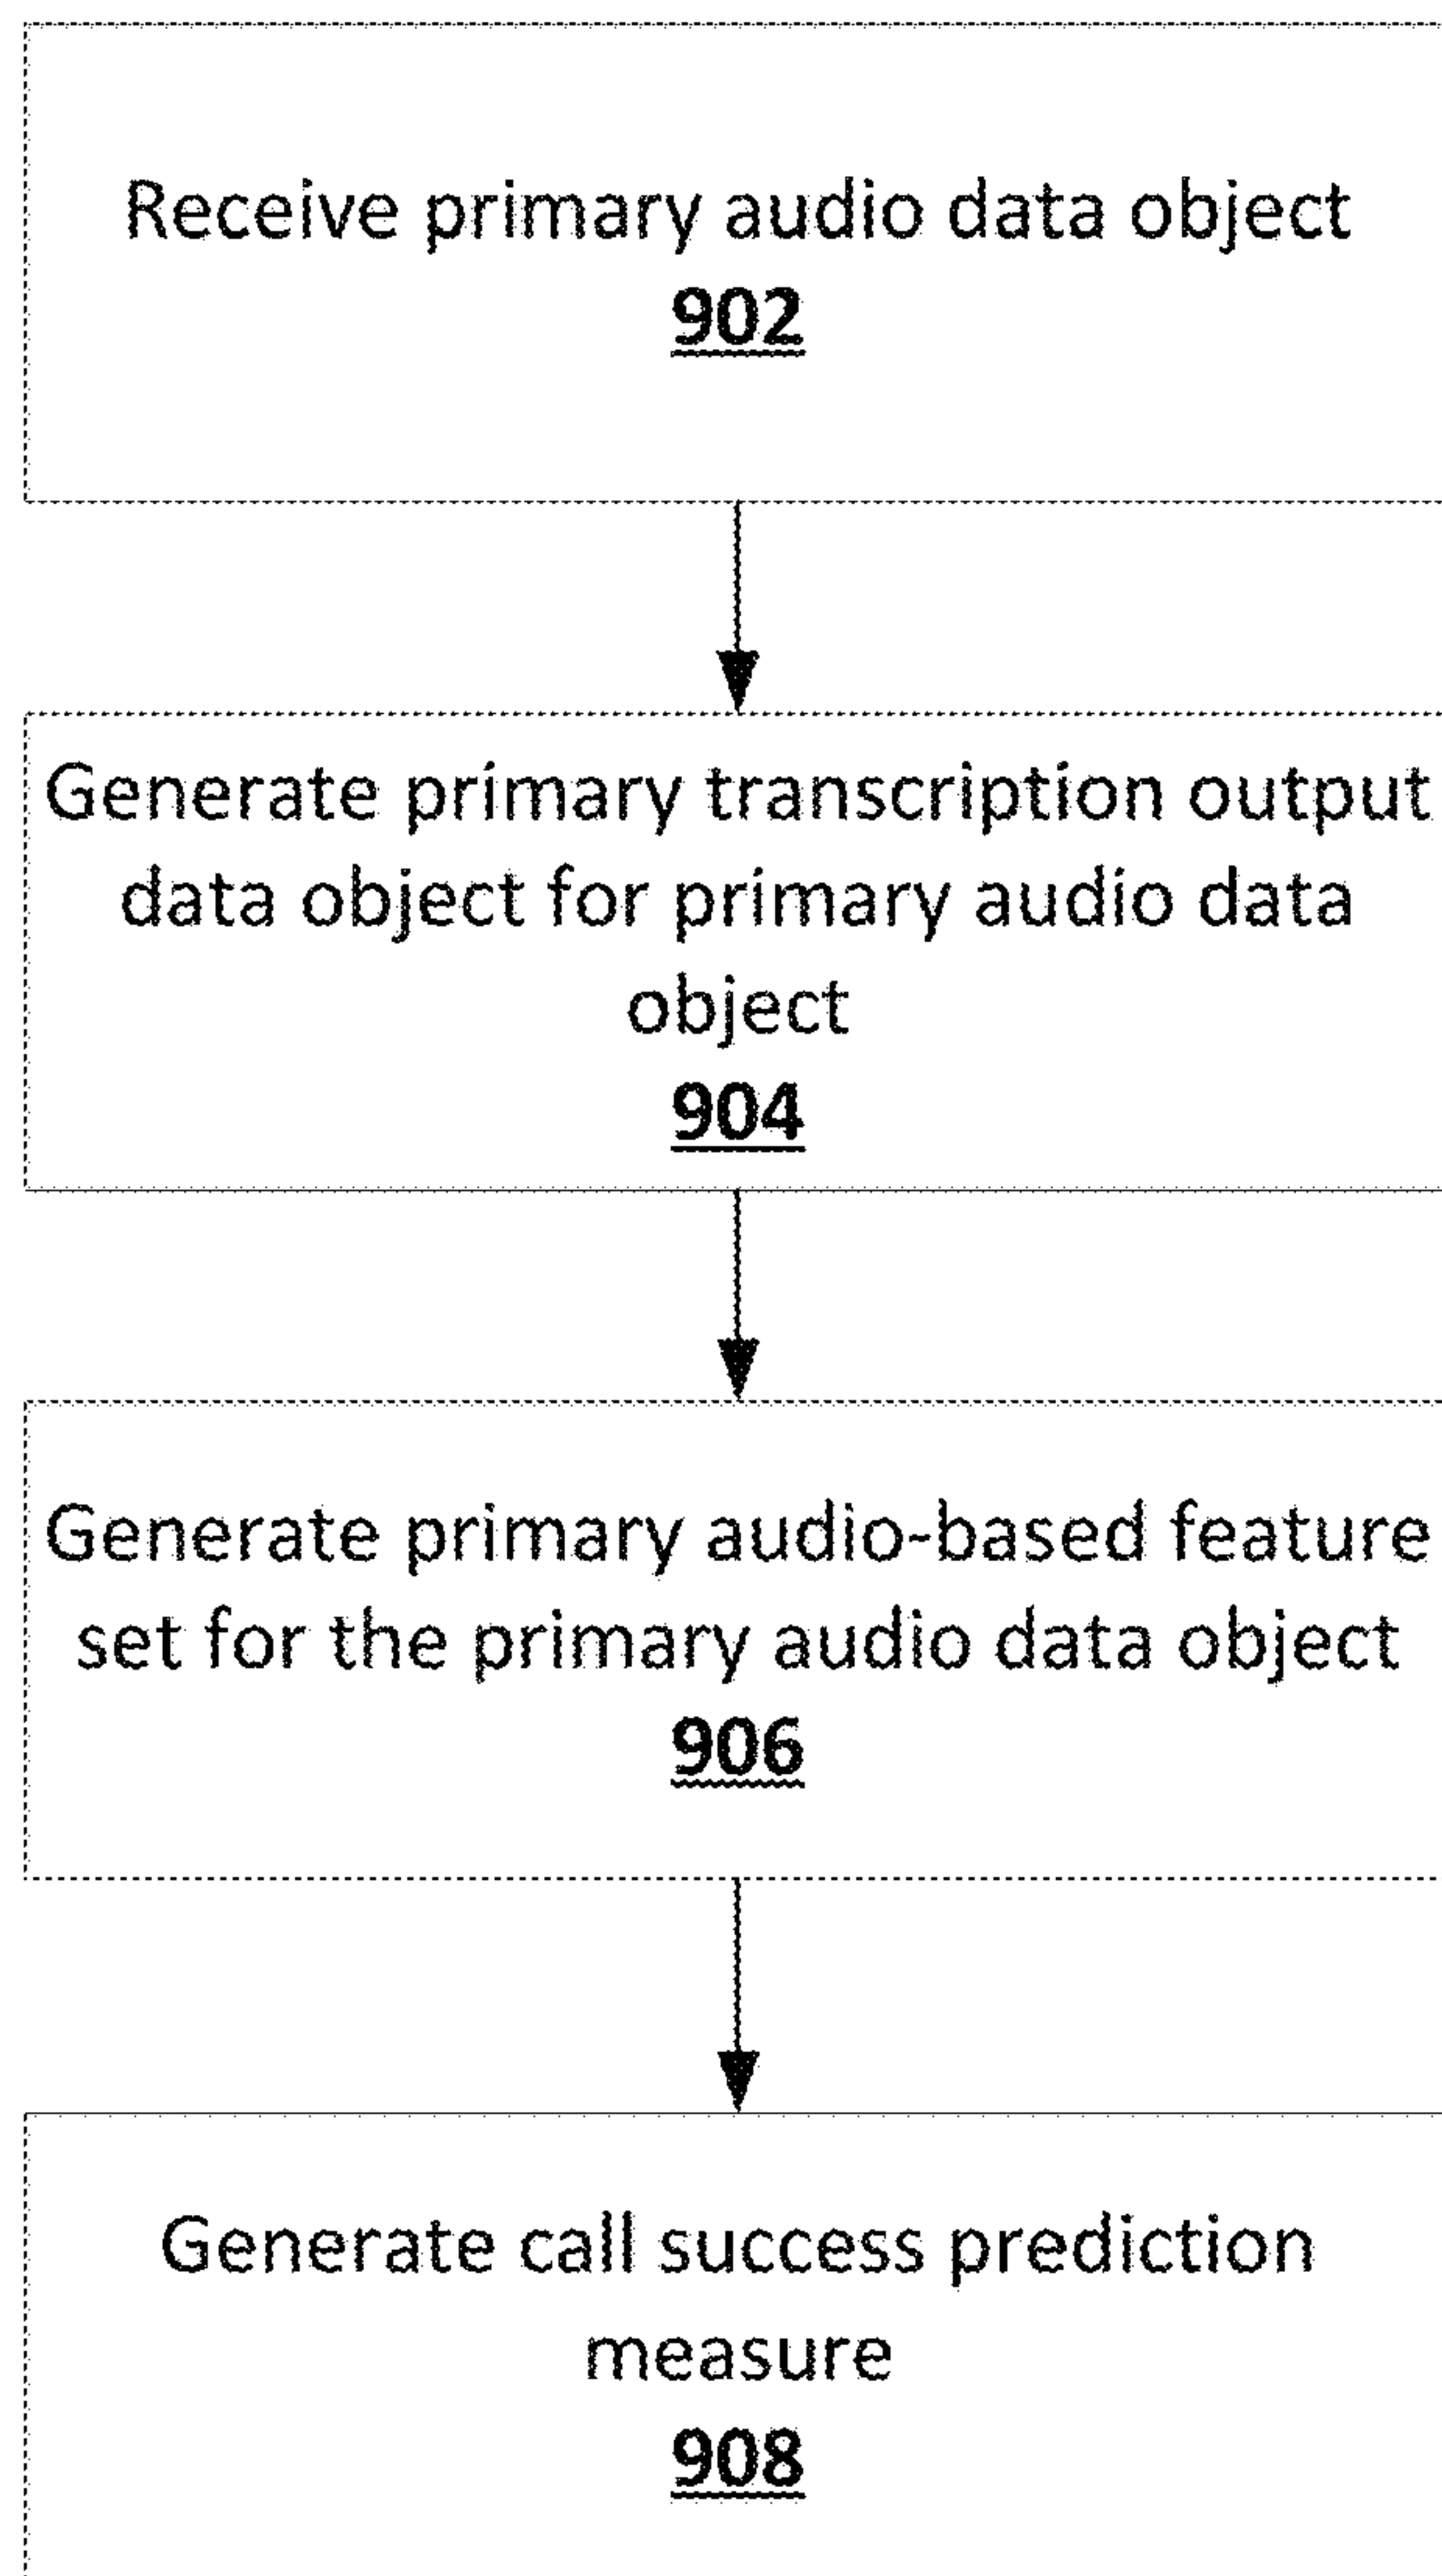 Receive primary audio data object
902
Generate primary transcription output
data object for primary audio data
object
904
Generate primary audio-based feature
set for the primary audio data object
906
Generate call success prediction
measure
908